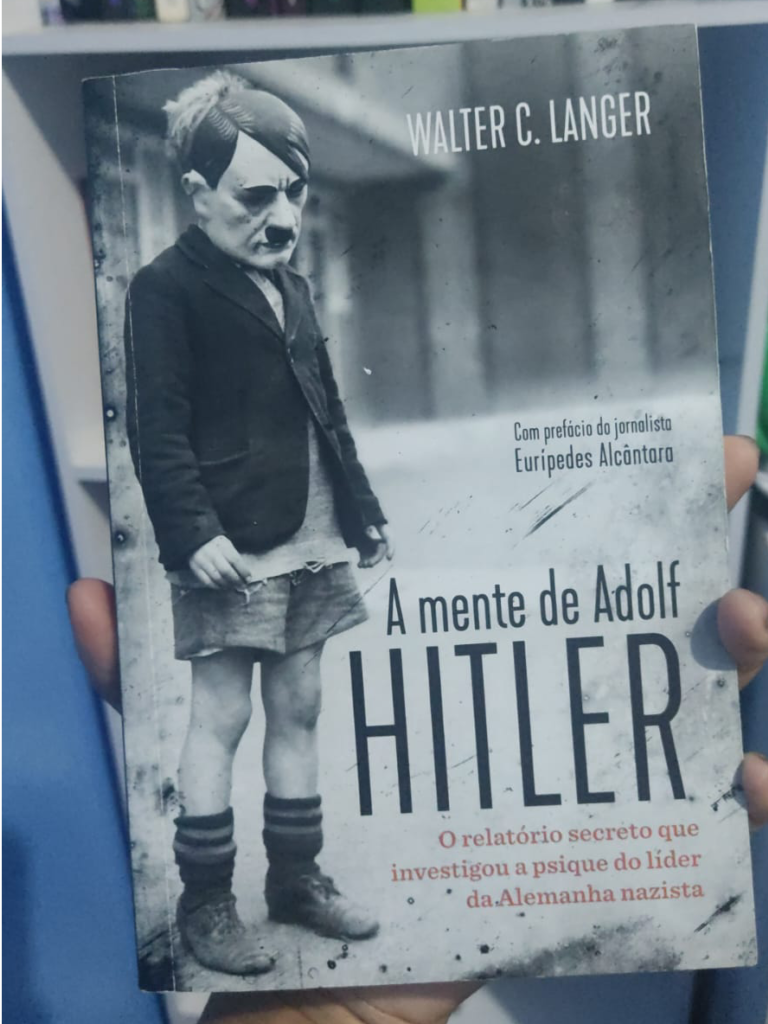 WALTER C. LANGER
Com prefácio do jornalista
Eurípedes Alcântara
A mente de Adolf
HITLER
O relatório secreto que
investigou a psique do líder
da Alemanha nazista